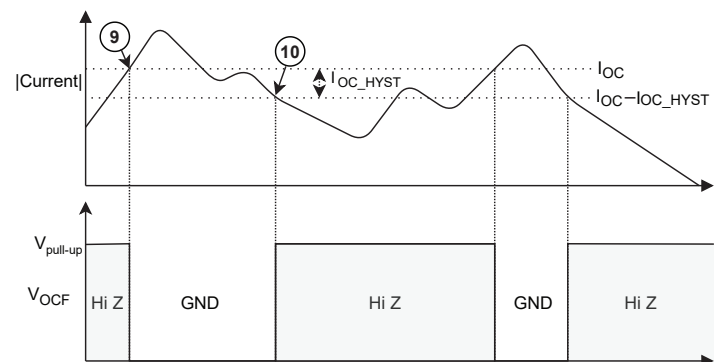 9
10
|Current|
IOC_HYST
IOC
IOC–IOC_HYST
Vpull-up
VOCF
Hi Z
GND
Hi Z
GND
Hi Z